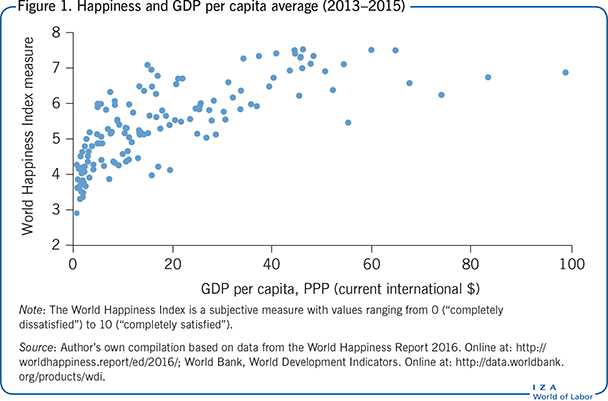 Figure 1. Happiness and GDP per capita average (2013–2015)
8
7
6
5
4
3
2
World Happiness Index measure
0
20
40
60
80
100
GDP per capita, PPP (current international $)
Note: The World Happiness Index is a subjective measure with values ranging from 0 (“completely
dissatisfied”) to 10 (“completely satisfied”).
Source: Author's own compilation based on data from the World Happiness Report 2016. Online at: http://
worldhappiness.report/ed/2016/; World Bank, World Development Indicators. Online at: http://data.worldbank.
org/products/wdi.
I Z A
World of Labor